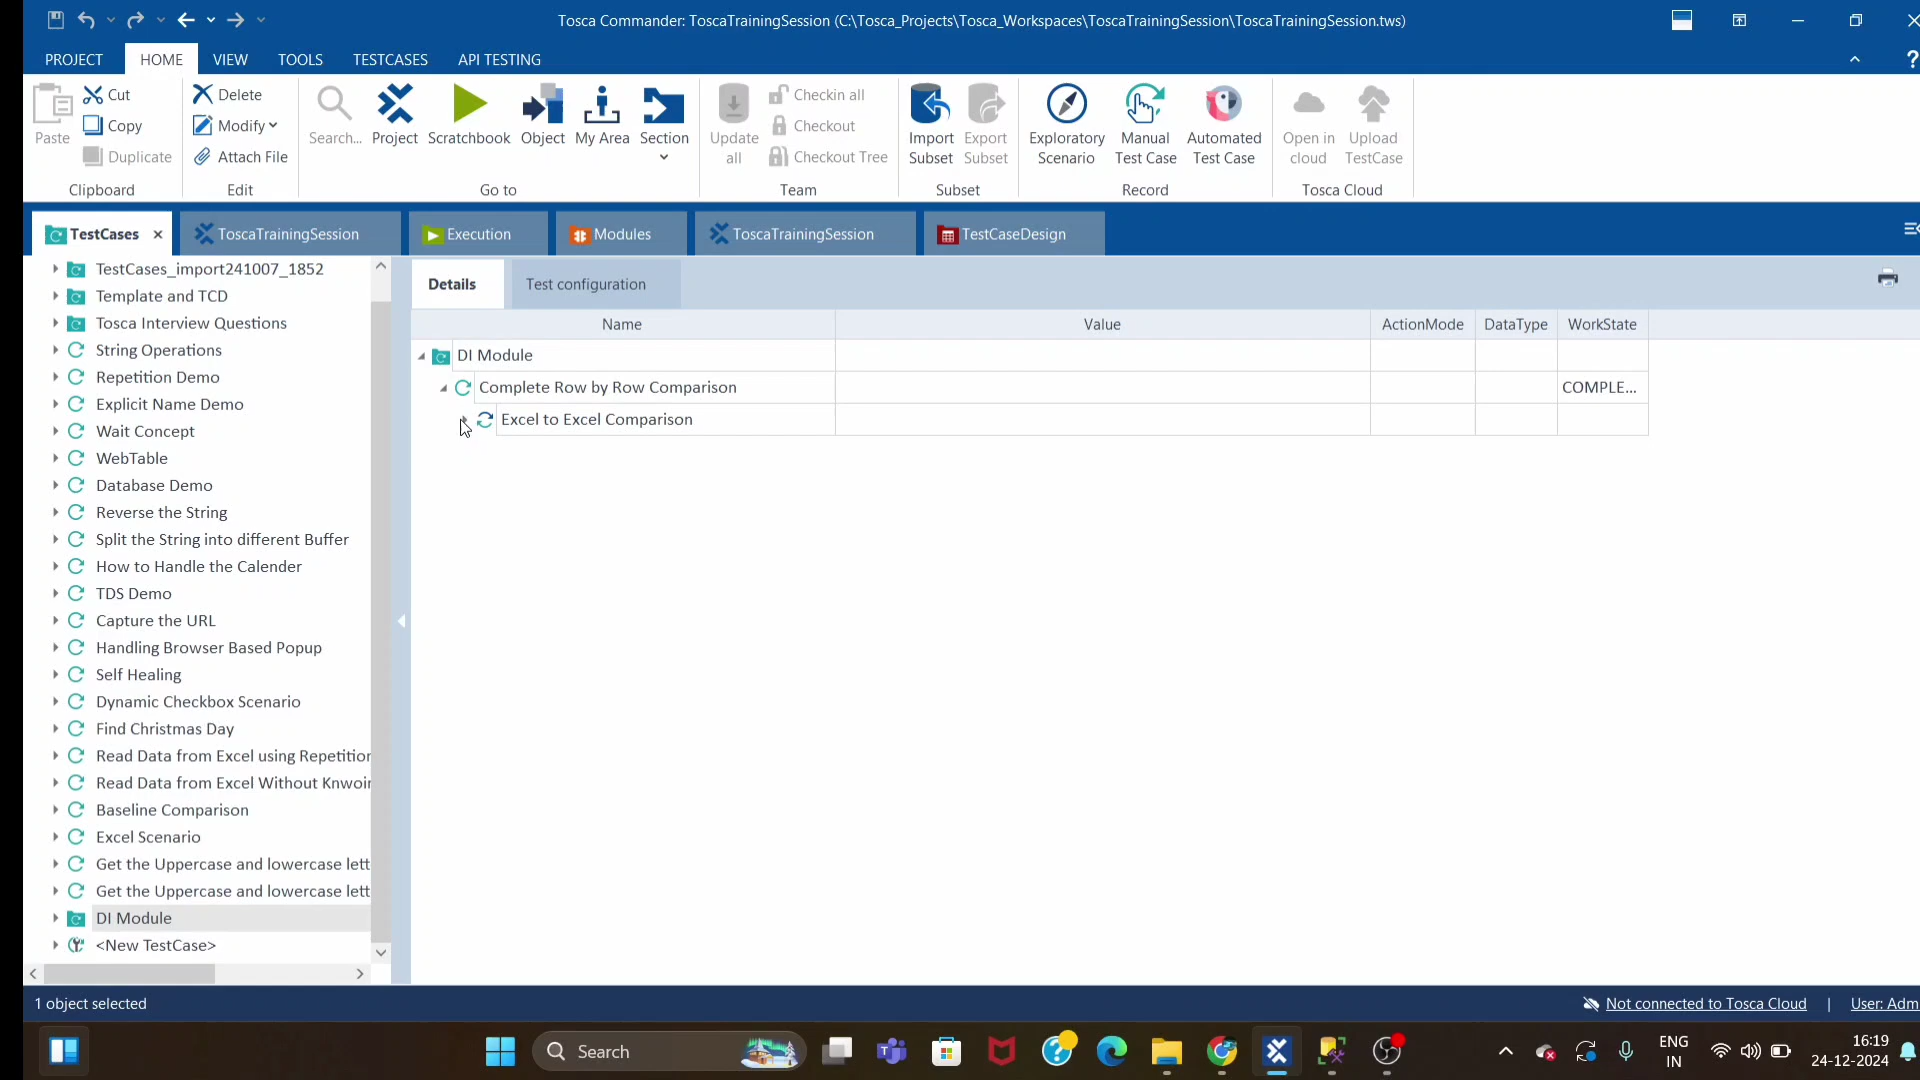 Tosca Commander: ToscaTrainingSession (C:\Tosca_Projects\Tosca_Workspaces\ToscaTrainingSession\ToscaTrainingSession.tws)
PROJECT HOME VIEW TOOLS TESTCASES API TESTING
Paste
Cut
Copy
Duplicate
Clipboard
Delete
Modify
Attach File
Edit
Search...
Project
Scratchbook
Object
My Area
Section
Go to
Update all
Checkin all
Checkout
Checkout Tree
Team
Import Subset
Export Subset
Subset
Exploratory Scenario
Manual Test Case
Automated Test Case
Record
Open in cloud
Upload TestCase
Tosca Cloud
TestCases ToscaTrainingSession Execution Modules ToscaTrainingSession TestCaseDesign
TestCases_import241007_1852
Template and TCD
Tosca Interview Questions
String Operations
Repetition Demo
Explicit Name Demo
Wait Concept
WebTable
Database Demo
Reverse the String
Split the String into different Buffer
How to Handle the Calender
TDS Demo
Capture the URL
Handling Browser Based Popup
Self Healing
Dynamic Checkbox Scenario
Find Christmas Day
Read Data from Excel using Repetition
Read Data from Excel Without Knwoin
Baseline Comparison
Excel Scenario
Get the Uppercase and lowercase lett
Get the Uppercase and lowercase lett
DI Module
<New TestCase>
Details Test configuration
Name Value ActionMode DataType WorkState
DI Module
Complete Row by Row Comparison COMPLE...
Excel to Excel Comparison
1 object selected
Not connected to Tosca Cloud | User: Adm
Search
ENG
IN
16:19
24-12-2024